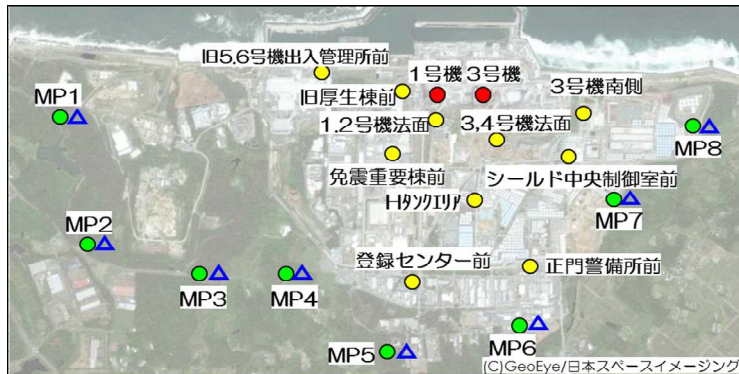 旧5.6号機出入管理所前
1号機
3号機
MP1
旧厚生棟前
3号機南側
1.2号機法面
3,4号機法面
MP8
免震重要棟前
シールド中央制御室前
Hﾀﾝｸｴﾘｱ
MP7
MP2
登録センター前
正門警備所前
MP3
MP4
MP6
MP5
(C)GeoEye/日本スペースイメージング